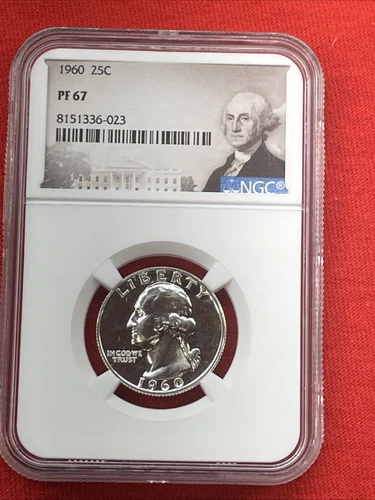 1960 25C
PF 67
8151336-023
NGC®
LIBERTY
IN GOD WE
TRUST
1960